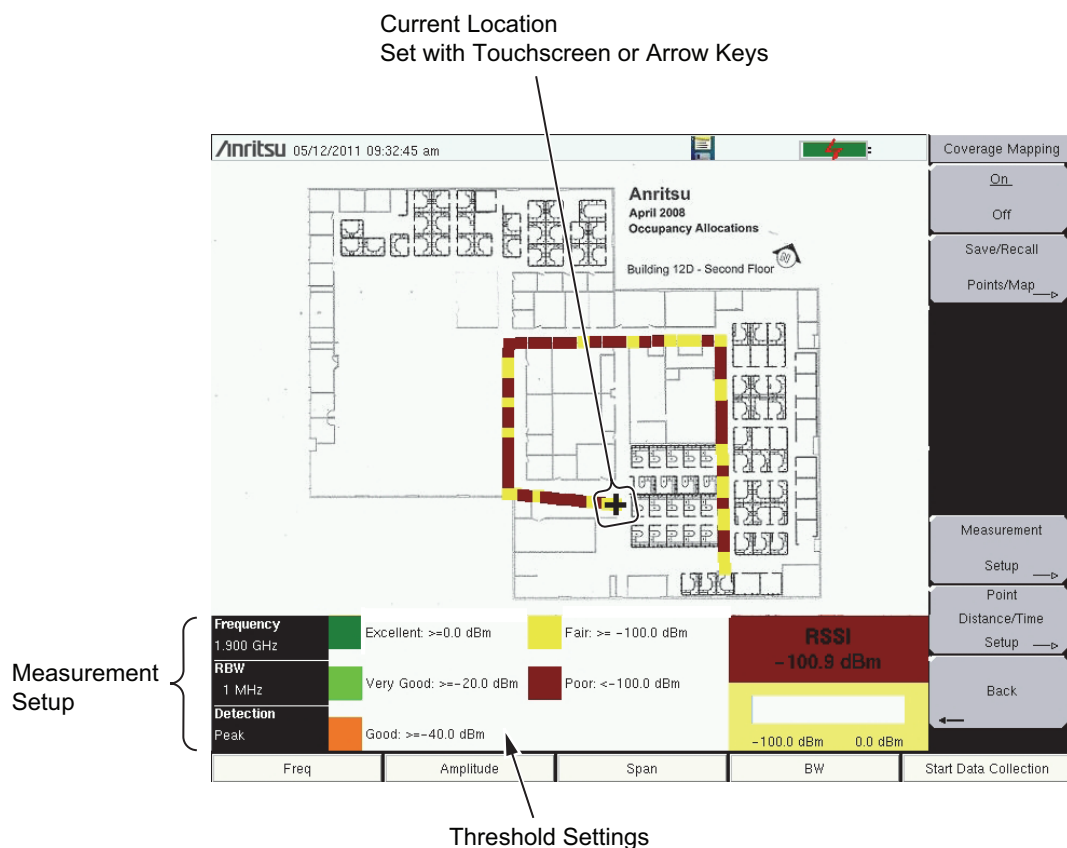 Current Location
Set with Touchscreen or Arrow Keys
Anritsu 05/12/2011 09:32:45 am
Coverage Mapping
On
Off
Save/Recall
Points/Map
Anritsu
April 2008
Occupancy Allocations
Building 12D - Second Floor
Measurement
Setup
Point
Distance/Time
Setup
Back
Measurement
Setup
Frequency
1.900 GHz
RBW
1 MHz
Detection
Peak
Excellent: >=0.0 dBm
Very Good: >=-20.0 dBm
Good: >=-40.0 dBm
Fair: >= -100.0 dBm
Poor: <-100.0 dBm
RSSI
-100.9 dBm
-100.0 dBm 0.0 dBm
Freq
Amplitude
Span
BW
Start Data Collection
Threshold Settings